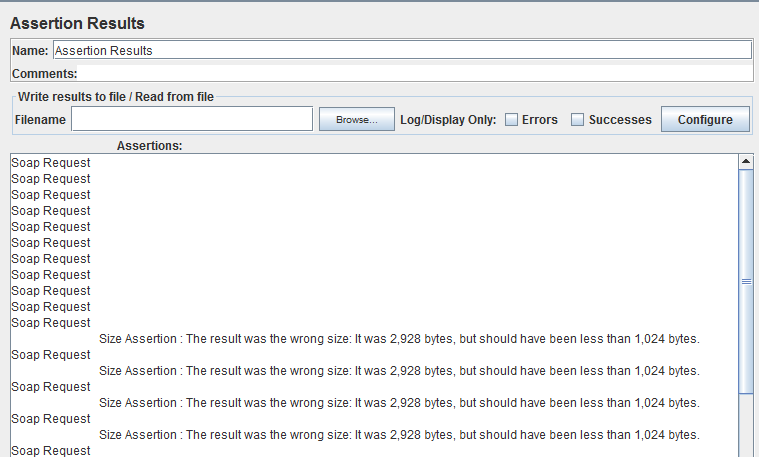 Assertion Results
Name: Assertion Results
Comments:
Write results to file / Read from file
Filename Browse... Log/Display Only: Errors Successes Configure
Assertions:
Soap Request
Soap Request
Soap Request
Soap Request
Soap Request
Soap Request
Soap Request
Soap Request
Soap Request
Soap Request
Soap Request
Size Assertion : The result was the wrong size: It was 2,928 bytes, but should have been less than 1,024 bytes.
Soap Request
Size Assertion : The result was the wrong size: It was 2,928 bytes, but should have been less than 1,024 bytes.
Soap Request
Size Assertion : The result was the wrong size: It was 2,928 bytes, but should have been less than 1,024 bytes.
Soap Request
Size Assertion : The result was the wrong size: It was 2,928 bytes, but should have been less than 1,024 bytes.
Soap Request